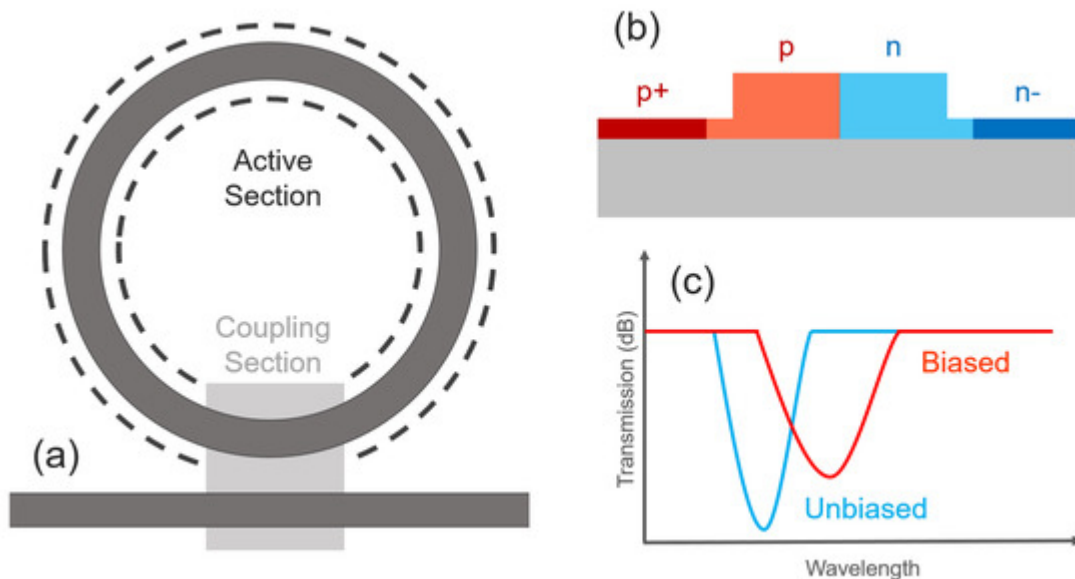 Active
Section
Coupling
Section
(a)
(b)
p
n
p+
n-
(c)
Transmission (dB)
Biased
Unbiased
Wavelength